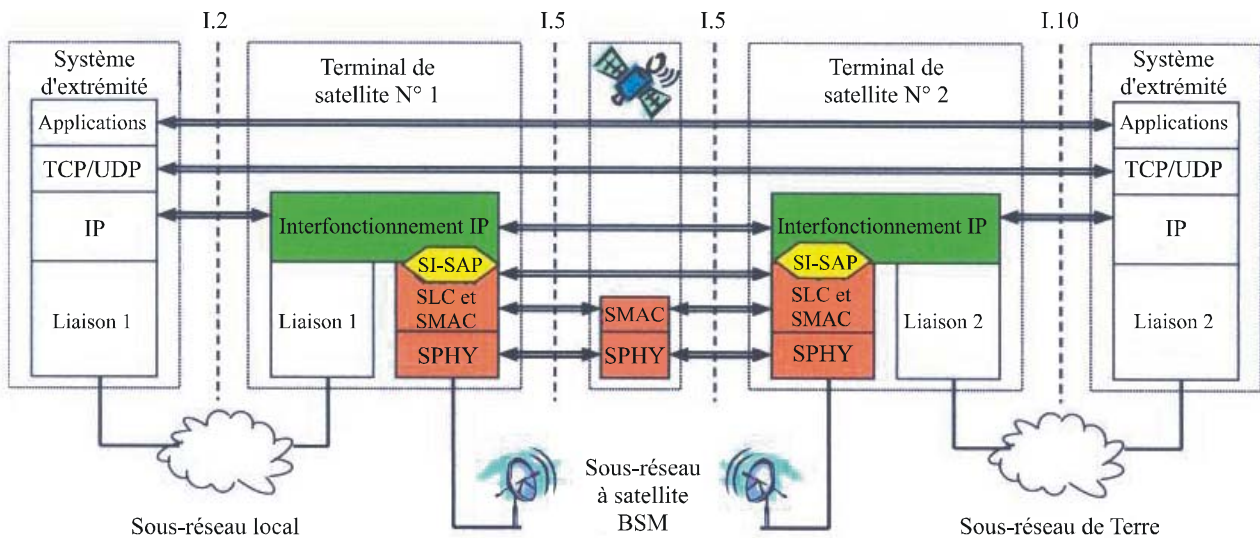 I.2
I.5
I.5
I.10
Système
d'extrémité
Applications
TCP/UDP
IP
Liaison 1
Terminal de
satellite N° 1
Interfonctionnement IP
SI-SAP
Liaison 1
SLC et
SMAC
SPHY
SMAC
SPHY
Terminal de
satellite N° 2
Interfonctionnement IP
SI-SAP
SLC et
SMAC
SPHY
Liaison 2
Système
d'extrémité
Applications
TCP/UDP
IP
Liaison 2
Sous-réseau local
Sous-réseau
à satellite
BSM
Sous-réseau de Terre